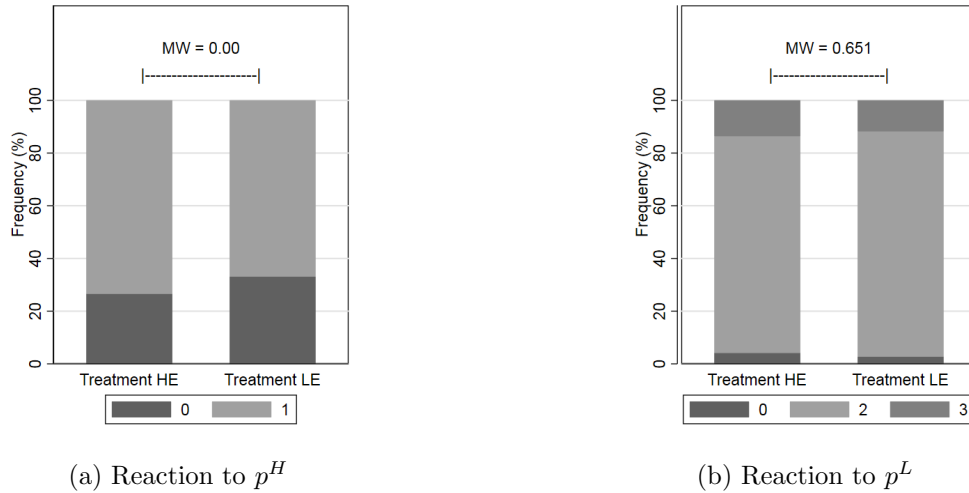 MW = 0.00
|---------------------|
Frequency (%)
100
80
60
40
20
0
Treatment HE Treatment LE
0 1
(a) Reaction to p^H
MW = 0.651
|---------------------|
Frequency (%)
100
80
60
40
20
0
Treatment HE Treatment LE
0 2 3
(b) Reaction to p^L